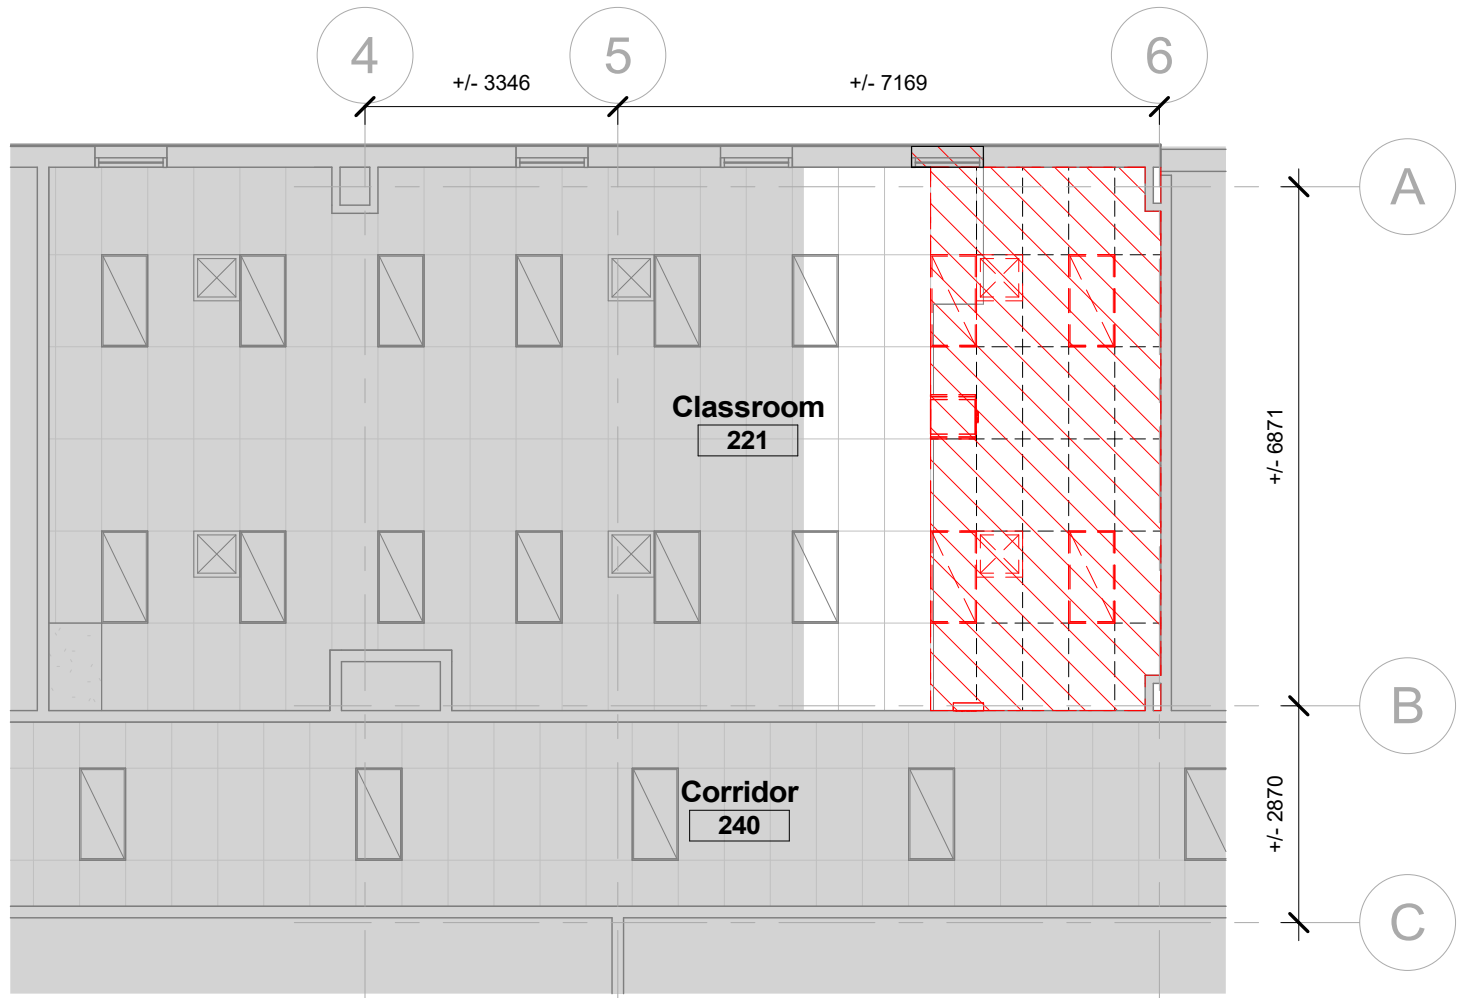 4
5
6
+/- 3346
+/- 7169
A
Classroom
221
+/- 6871
B
Corridor
240
+/- 2870
C